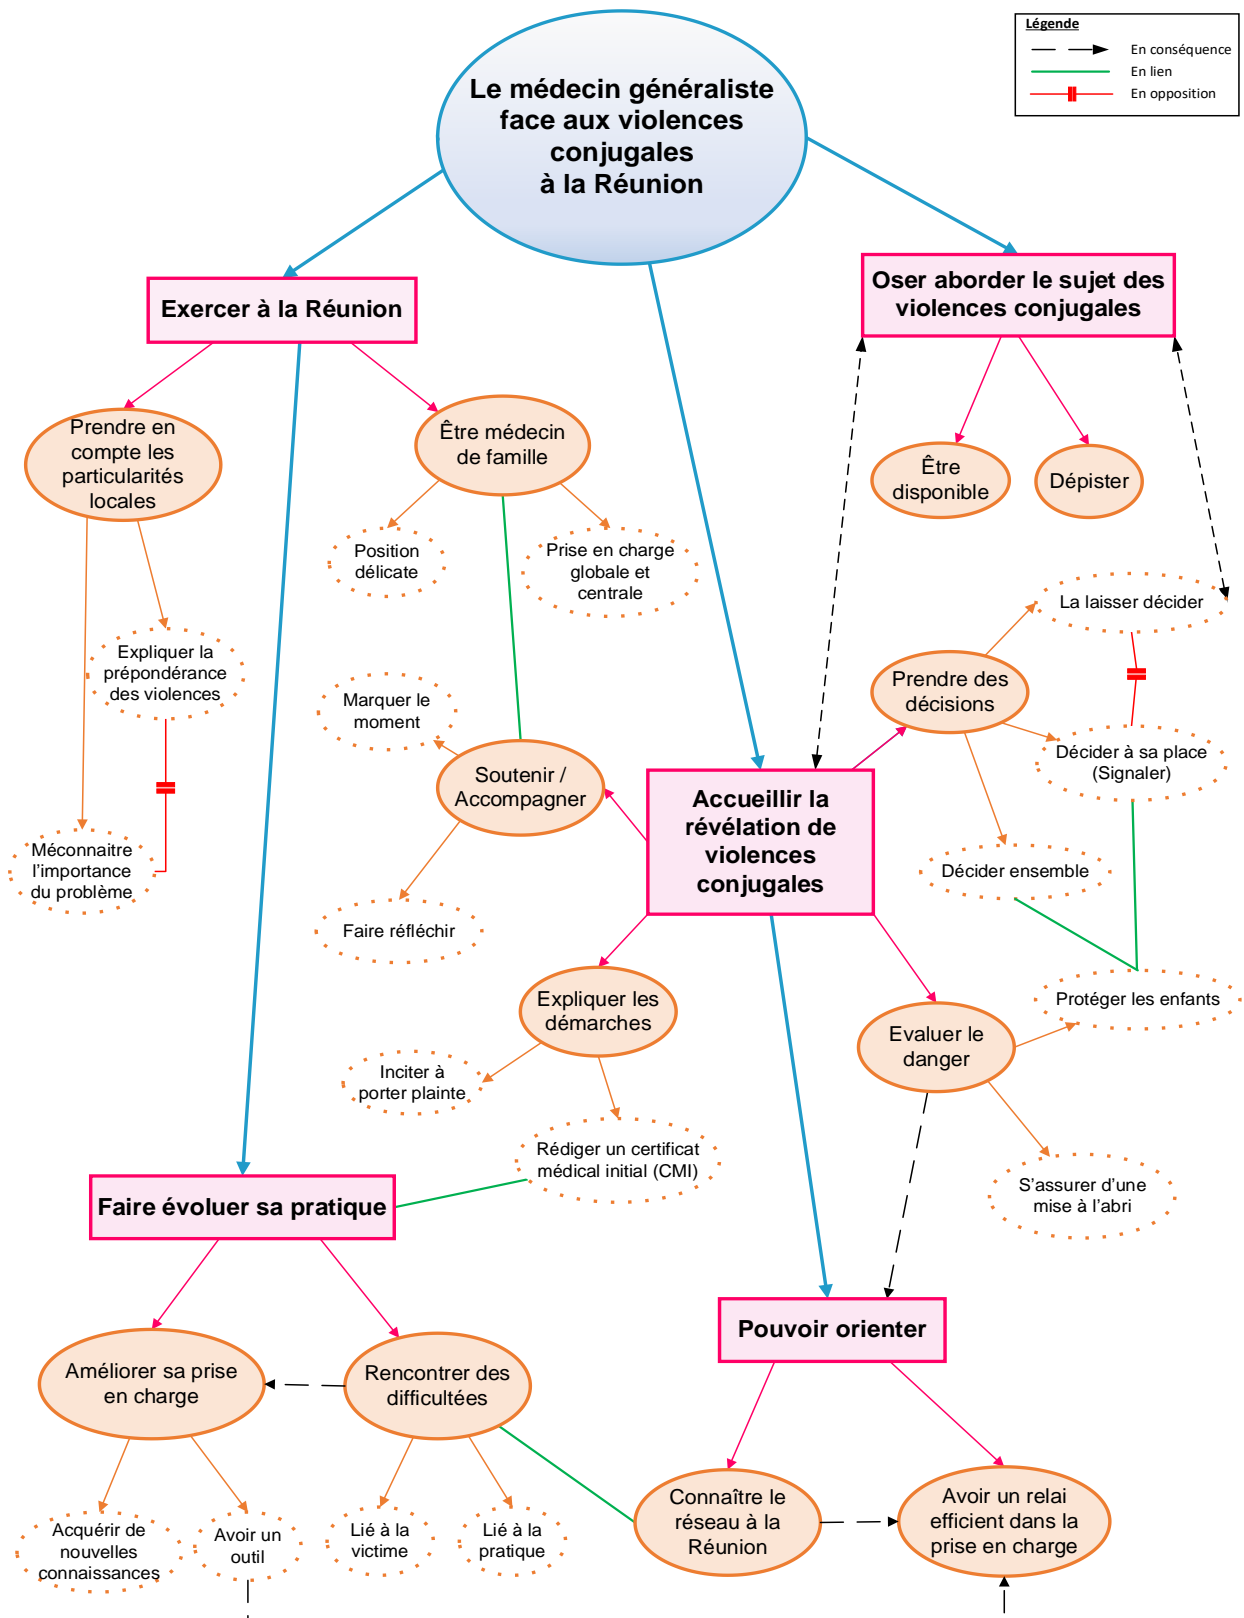 Légende
En conséquence
En lien
En opposition
Le médecin généraliste
face aux violences
conjugales
à la Réunion
Exercer à la Réunion
Oser aborder le sujet des
violences conjugales
Prendre en
compte les
particularités
locales
Être médecin
de famille
Être
disponible
Dépister
Position
délicate
Prise en charge
globale et
centrale
La laisser décider
Expliquer la
prépondérance
des violences
Prendre des
décisions
Marquer le
moment
Décider à sa place
(Signaler)
Soutenir /
Accompagner
Accueillir la
révélation de
violences
conjugales
Méconnaitre
l'importance
du problème
Décider ensemble
Faire réfléchir
Expliquer les
démarches
Protéger les enfants
Evaluer le
danger
Inciter à
porter plainte
Rédiger un certificat
médical initial (CMI)
S'assurer d'une
mise à l'abri
Faire évoluer sa pratique
Pouvoir orienter
Améliorer sa prise
en charge
Rencontrer des
difficultées
Connaître le
réseau à la
Réunion
Avoir un relai
efficient dans la
prise en charge
Acquérir de
nouvelles
connaissances
Avoir un
outil
Lié à la
victime
Lié à la
pratique